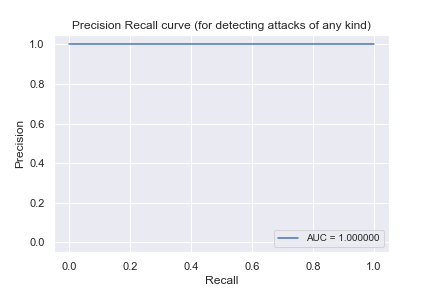 Precision Recall curve (for detecting attacks of any kind)
1.0
0.8
0.6
0.4
0.2
0.0
Precision
AUC = 1.000000
0.0 0.2 0.4 0.6 0.8 1.0
Recall